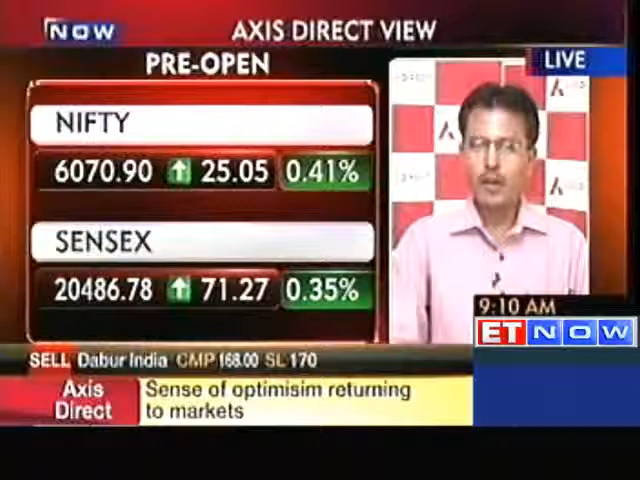 NOW
AXIS DIRECT VIEW
LIVE
PRE-OPEN
NIFTY
6070.90 25.05 0.41%
SENSEX
20486.78 71.27 0.35%
9:10 AM
ET NOW
SELL Dabur India CMP 168.00 SL 170
Axis Direct
Sense of optimisim returning
to markets